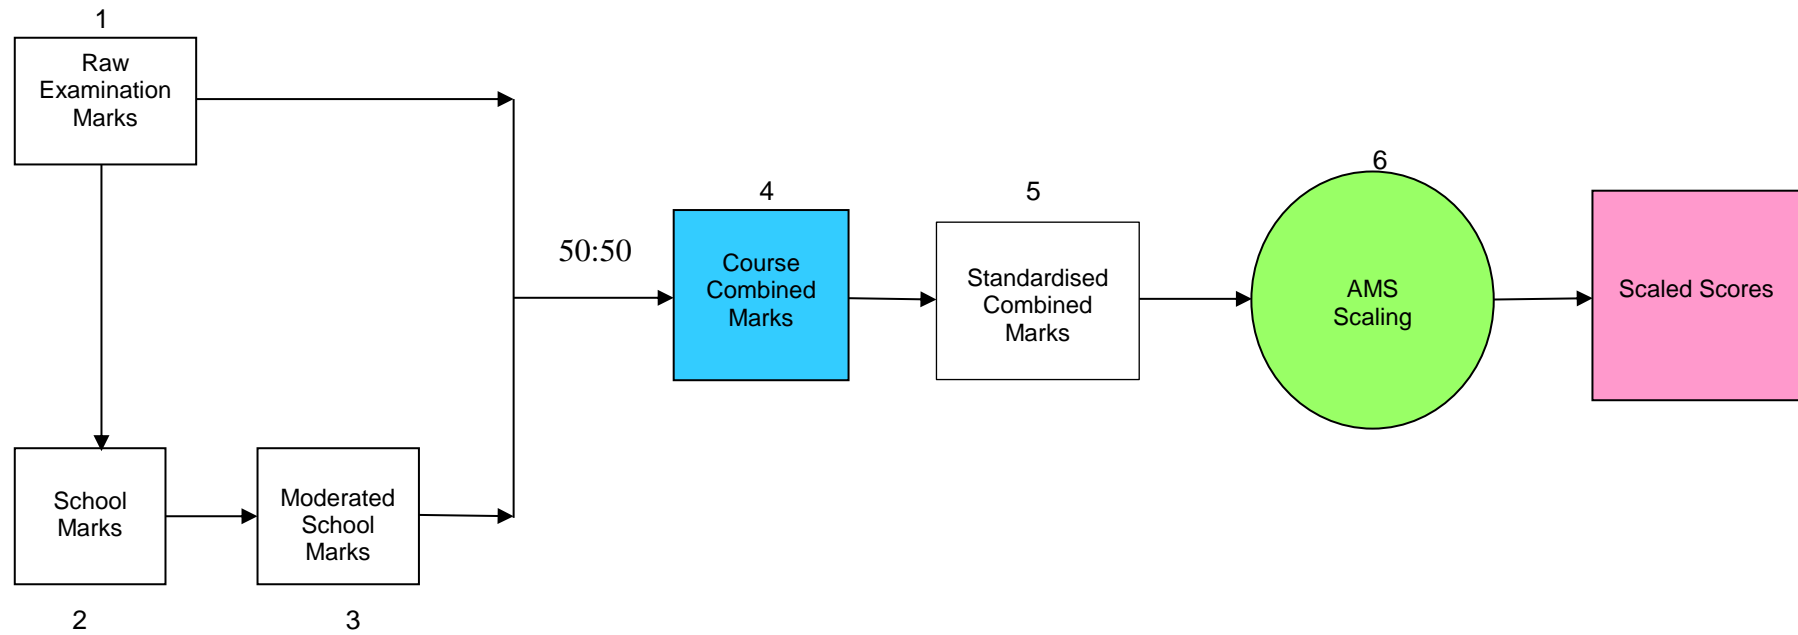 1
Raw
Examination
Marks
50:50
4
Course
Combined
Marks
5
Standardised
Combined
Marks
6
AMS
Scaling
Scaled Scores
School
Marks
2
Moderated
School
Marks
3